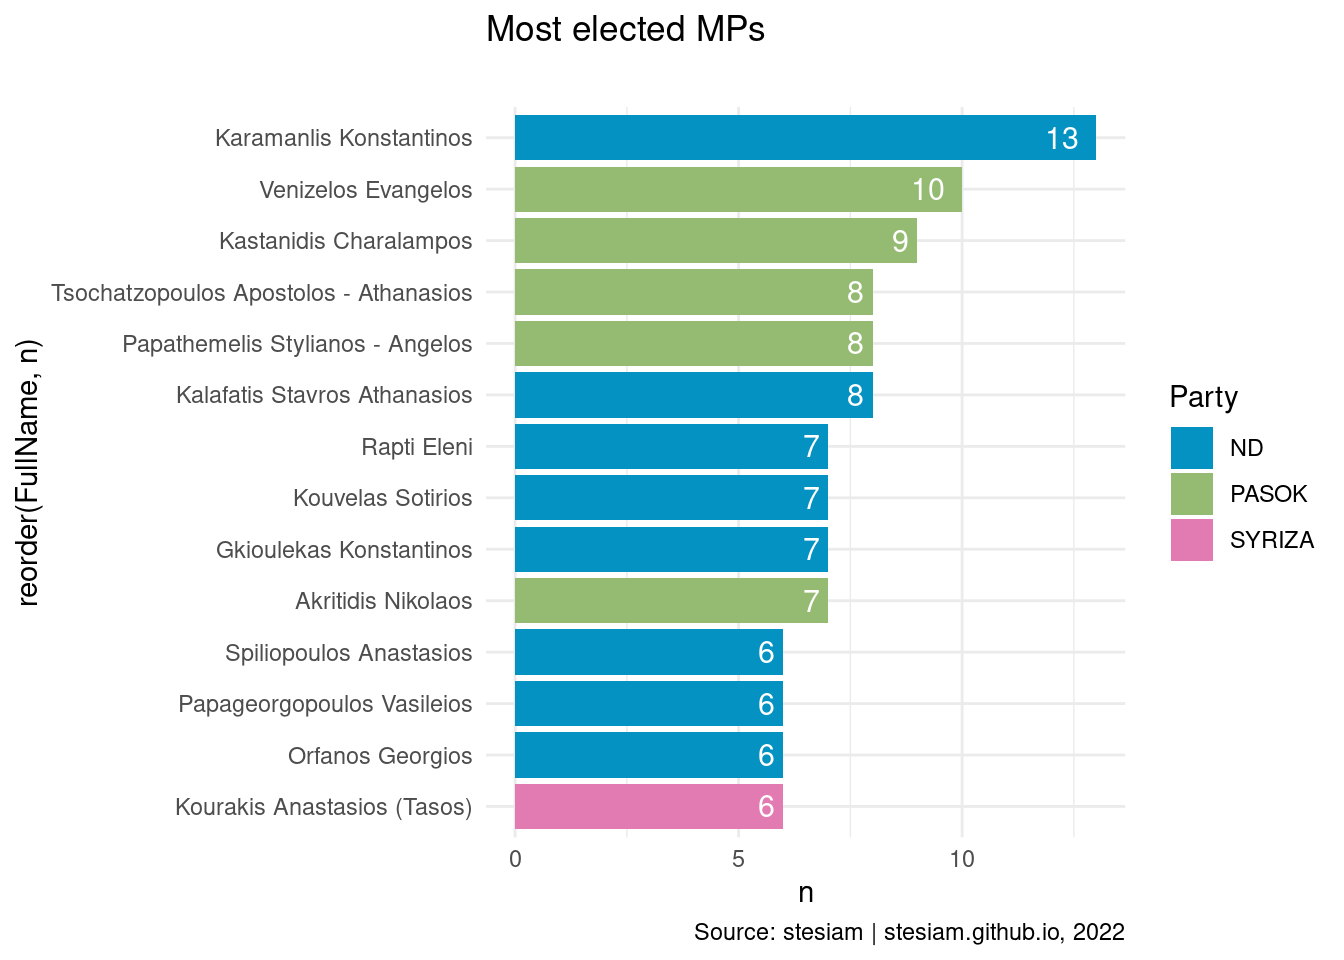 Most elected MPs
reorder(FullName, n)
Karamanlis Konstantinos 13
Venizelos Evangelos 10
Kastanidis Charalampos 9
Tsochatzopoulos Apostolos - Athanasios 8
Papathemelis Stylianos - Angelos 8
Kalafatis Stavros Athanasios 8
Rapti Eleni 7
Kouvelas Sotirios 7
Gkioulekas Konstantinos 7
Akritidis Nikolaos 7
Spiliopoulos Anastasios 6
Papageorgopoulos Vasileios 6
Orfanos Georgios 6
Kourakis Anastasios (Tasos) 6
0 5 10
n
Party
ND
PASOK
SYRIZA
Source: stesiam | stesiam.github.io, 2022